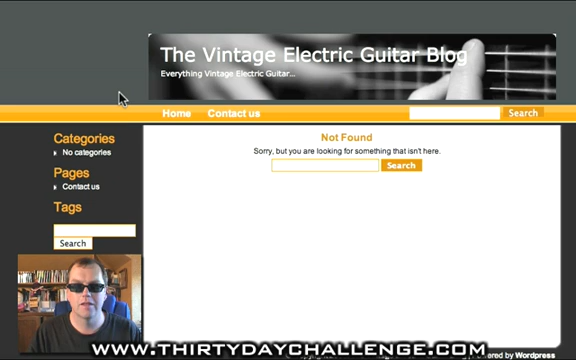 The Vintage Electric Guitar Blog
Everything Vintage Electric Guitar...
Home Contact us Search
Categories
No categories
Pages
Contact us
Tags
Search
Not Found
Sorry, but you are looking for something that isn't here.
Search
WWW.THIRTYDAYCHALLENGE.COM
Powered by Wordpress